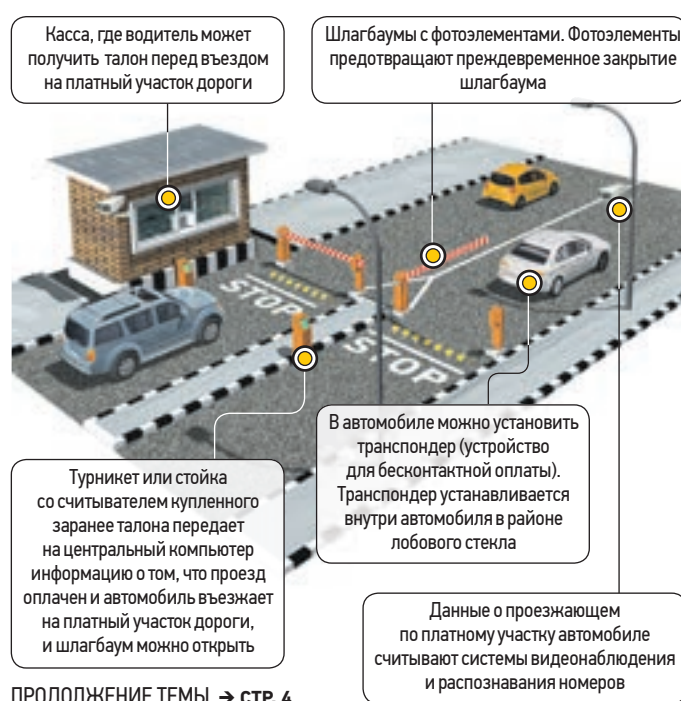 Касса, где водитель может
получить талон перед въездом
на платный участок дороги
Шлагбаумы с фотоэлементами. Фотоэлементы
предотвращают преждевременное закрытие
шлагбаума
STOP
STOP
В автомобиле можно установить
транспондер (устройство
для бесконтактной оплаты).
Транспондер устанавливается
внутри автомобиля в районе
лобового стекла
Турникет или стойка
со считывателем купленного
заранее талона передает
на центральный компьютер
информацию о том, что проезд
оплачен и автомобиль въезжает
на платный участок дороги,
и шлагбаум можно открыть
Данные о проезжающем
по платному участку автомобиле
считывают системы видеонаблюдения
и распознавания номеров
ПРОДОЛЖЕНИЕ ТЕМЫ → СТР. 4